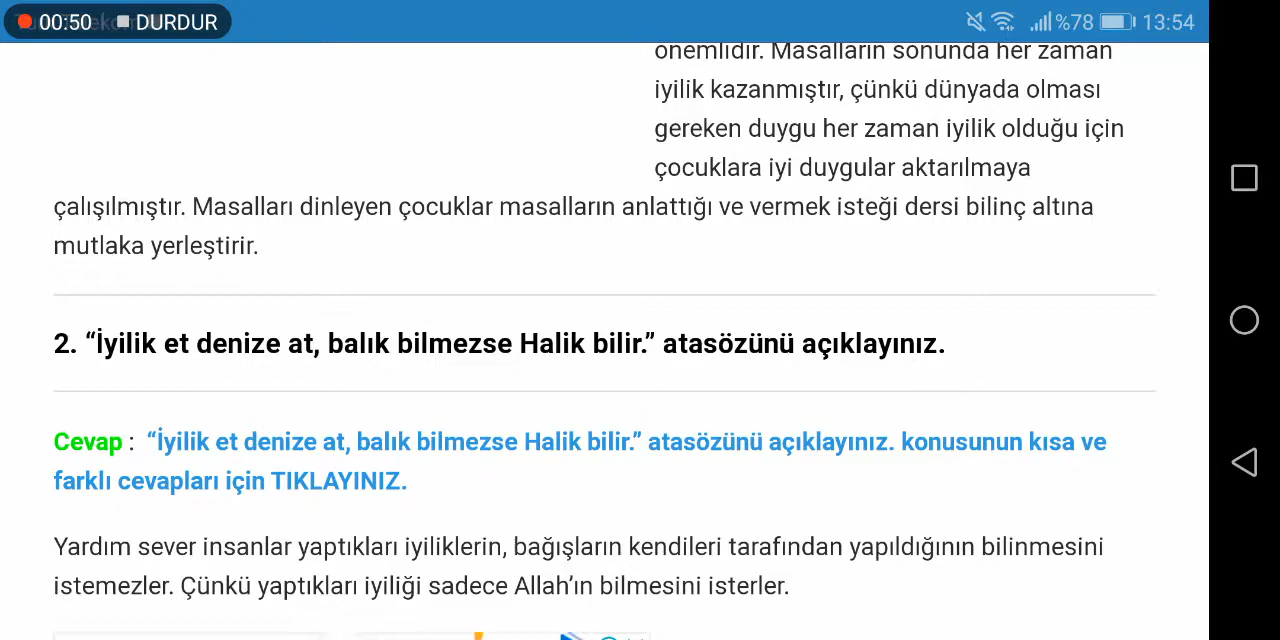 00:50 DURDUR %78 13:54
önemlidir. Masalların sonunda her zaman
iyilik kazanmıştır, çünkü dünyada olması
gereken duygu her zaman iyilik olduğu için
çocuklara iyi duygular aktarılmaya
çalışılmıştır. Masalları dinleyen çocuklar masalların anlattığı ve vermek isteği dersi bilinç altına
mutlaka yerleştirir.
2. “İyilik et denize at, balık bilmezse Halik bilir.” atasözünü açıklayınız.
Cevap : “İyilik et denize at, balık bilmezse Halik bilir.” atasözünü açıklayınız. konusunun kısa ve
farklı cevapları için TIKLAYINIZ.
Yardım sever insanlar yaptıkları iyiliklerin, bağışların kendileri tarafından yapıldığının bilinmesini
istemezler. Çünkü yaptıkları iyiliği sadece Allah’ın bilmesini isterler.